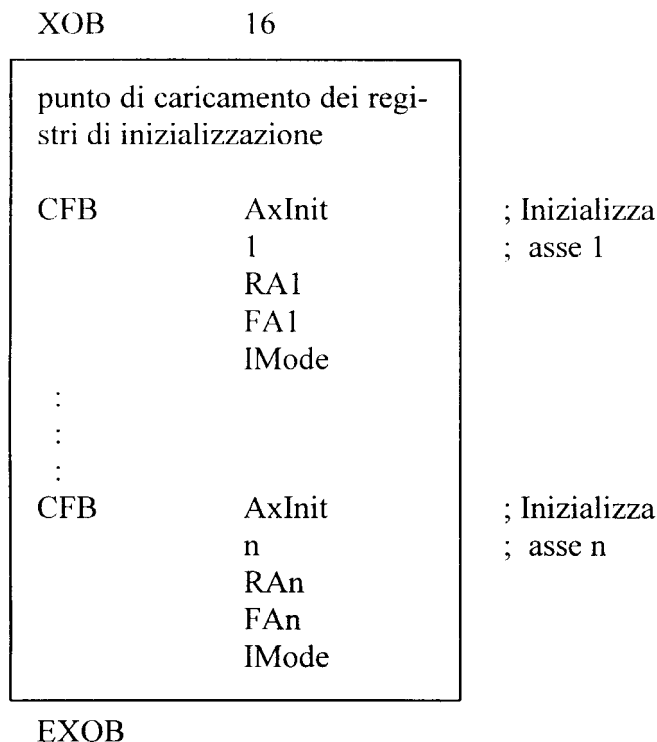 XOB 16
punto di caricamento dei regi-
stri di inizializzazione
CFB AxInit ; Inizializza
1 ; asse 1
RA1
FA1
IMode
:
:
:
CFB AxInit ; Inizializza
n ; asse n
RAn
FAn
IMode
EXOB